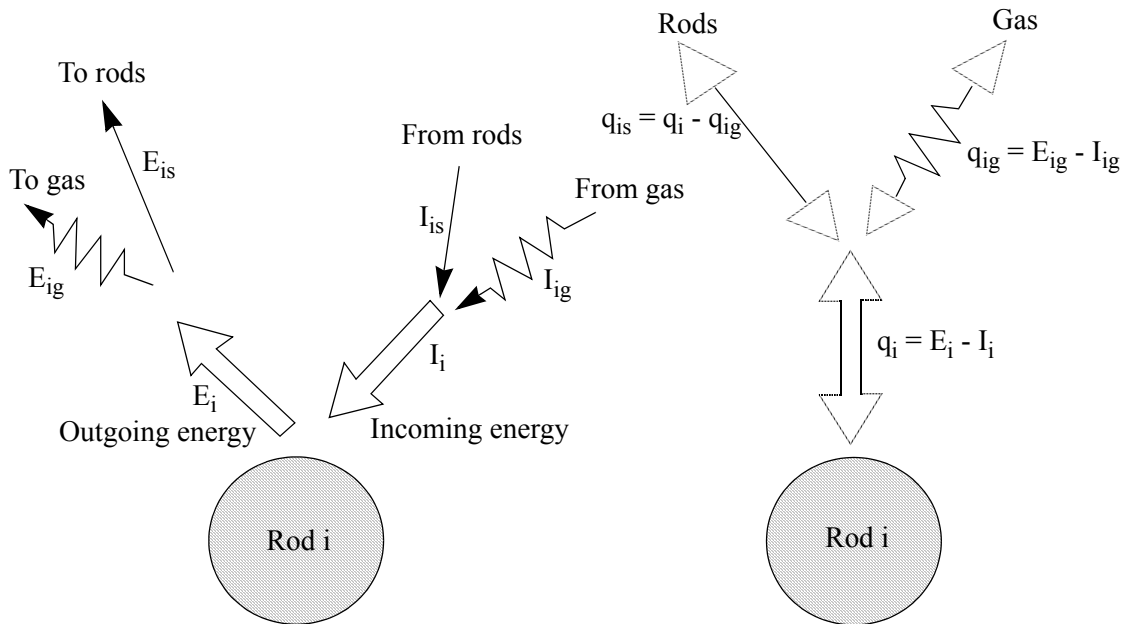 To rods
E_is
To gas
E_ig
From rods
I_is
From gas
I_ig
I_i
E_i
Outgoing energy
Incoming energy
Rod i
Rods
Gas
q_is = q_i - q_ig
q_ig = E_ig - I_ig
q_i = E_i - I_i
Rod i